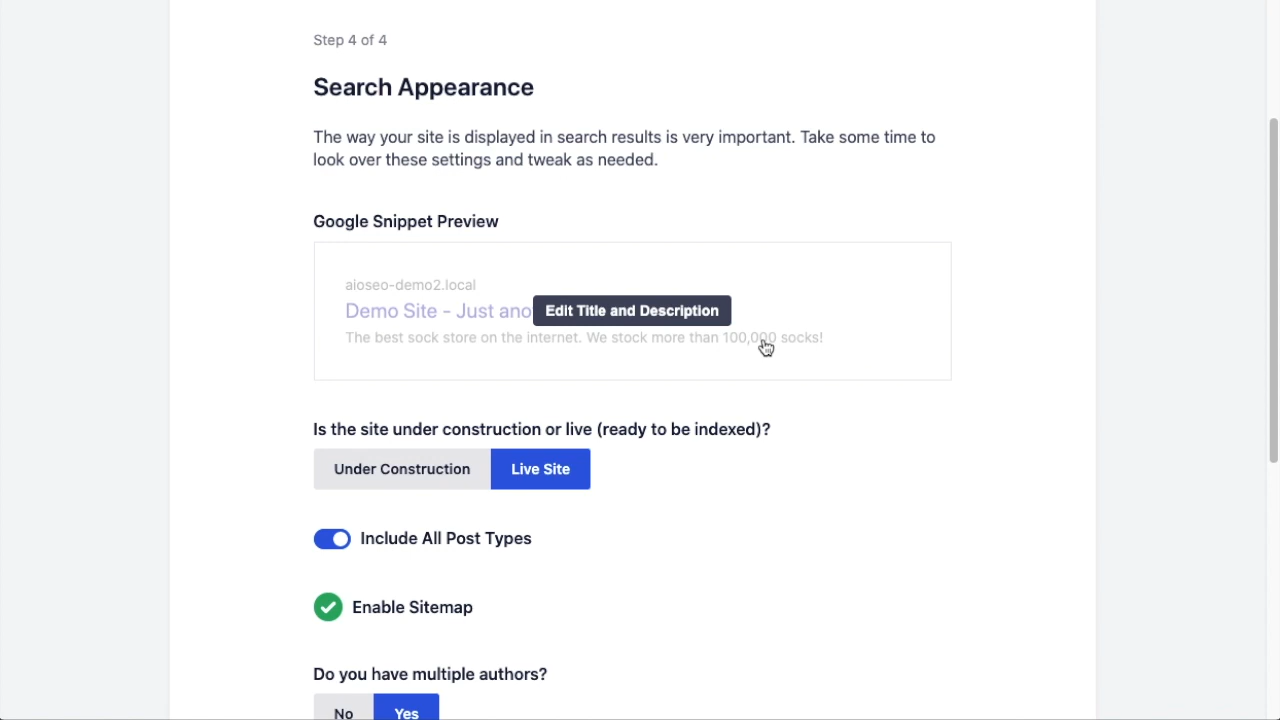 Step 4 of 4
Search Appearance
The way your site is displayed in search results is very important. Take some time to
look over these settings and tweak as needed.
Google Snippet Preview
aioseo-demo2.local
Demo Site - Just ano
Edit Title and Description
The best sock store on the internet. We stock more than 100,000 socks!
Is the site under construction or live (ready to be indexed)?
Under Construction
Live Site
Include All Post Types
Enable Sitemap
Do you have multiple authors?
No
Yes